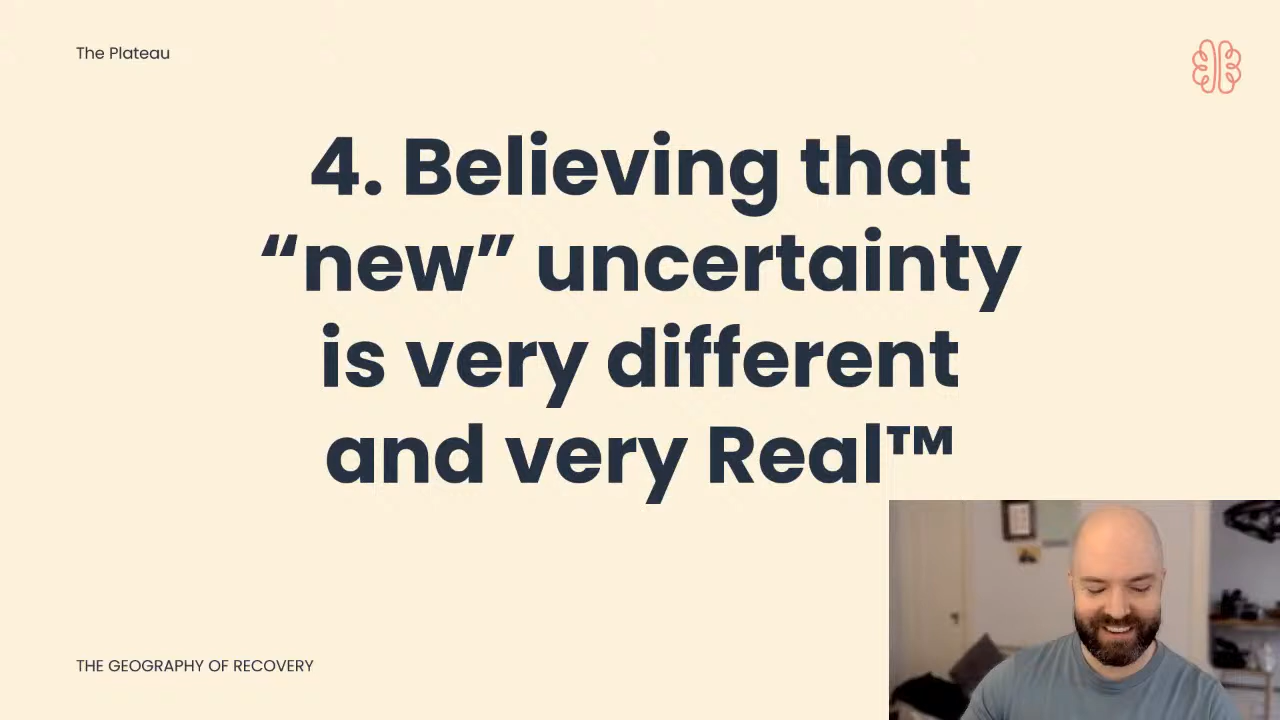 The Plateau
4. Believing that
“new” uncertainty
is very different
and very Real™
THE GEOGRAPHY OF RECOVERY